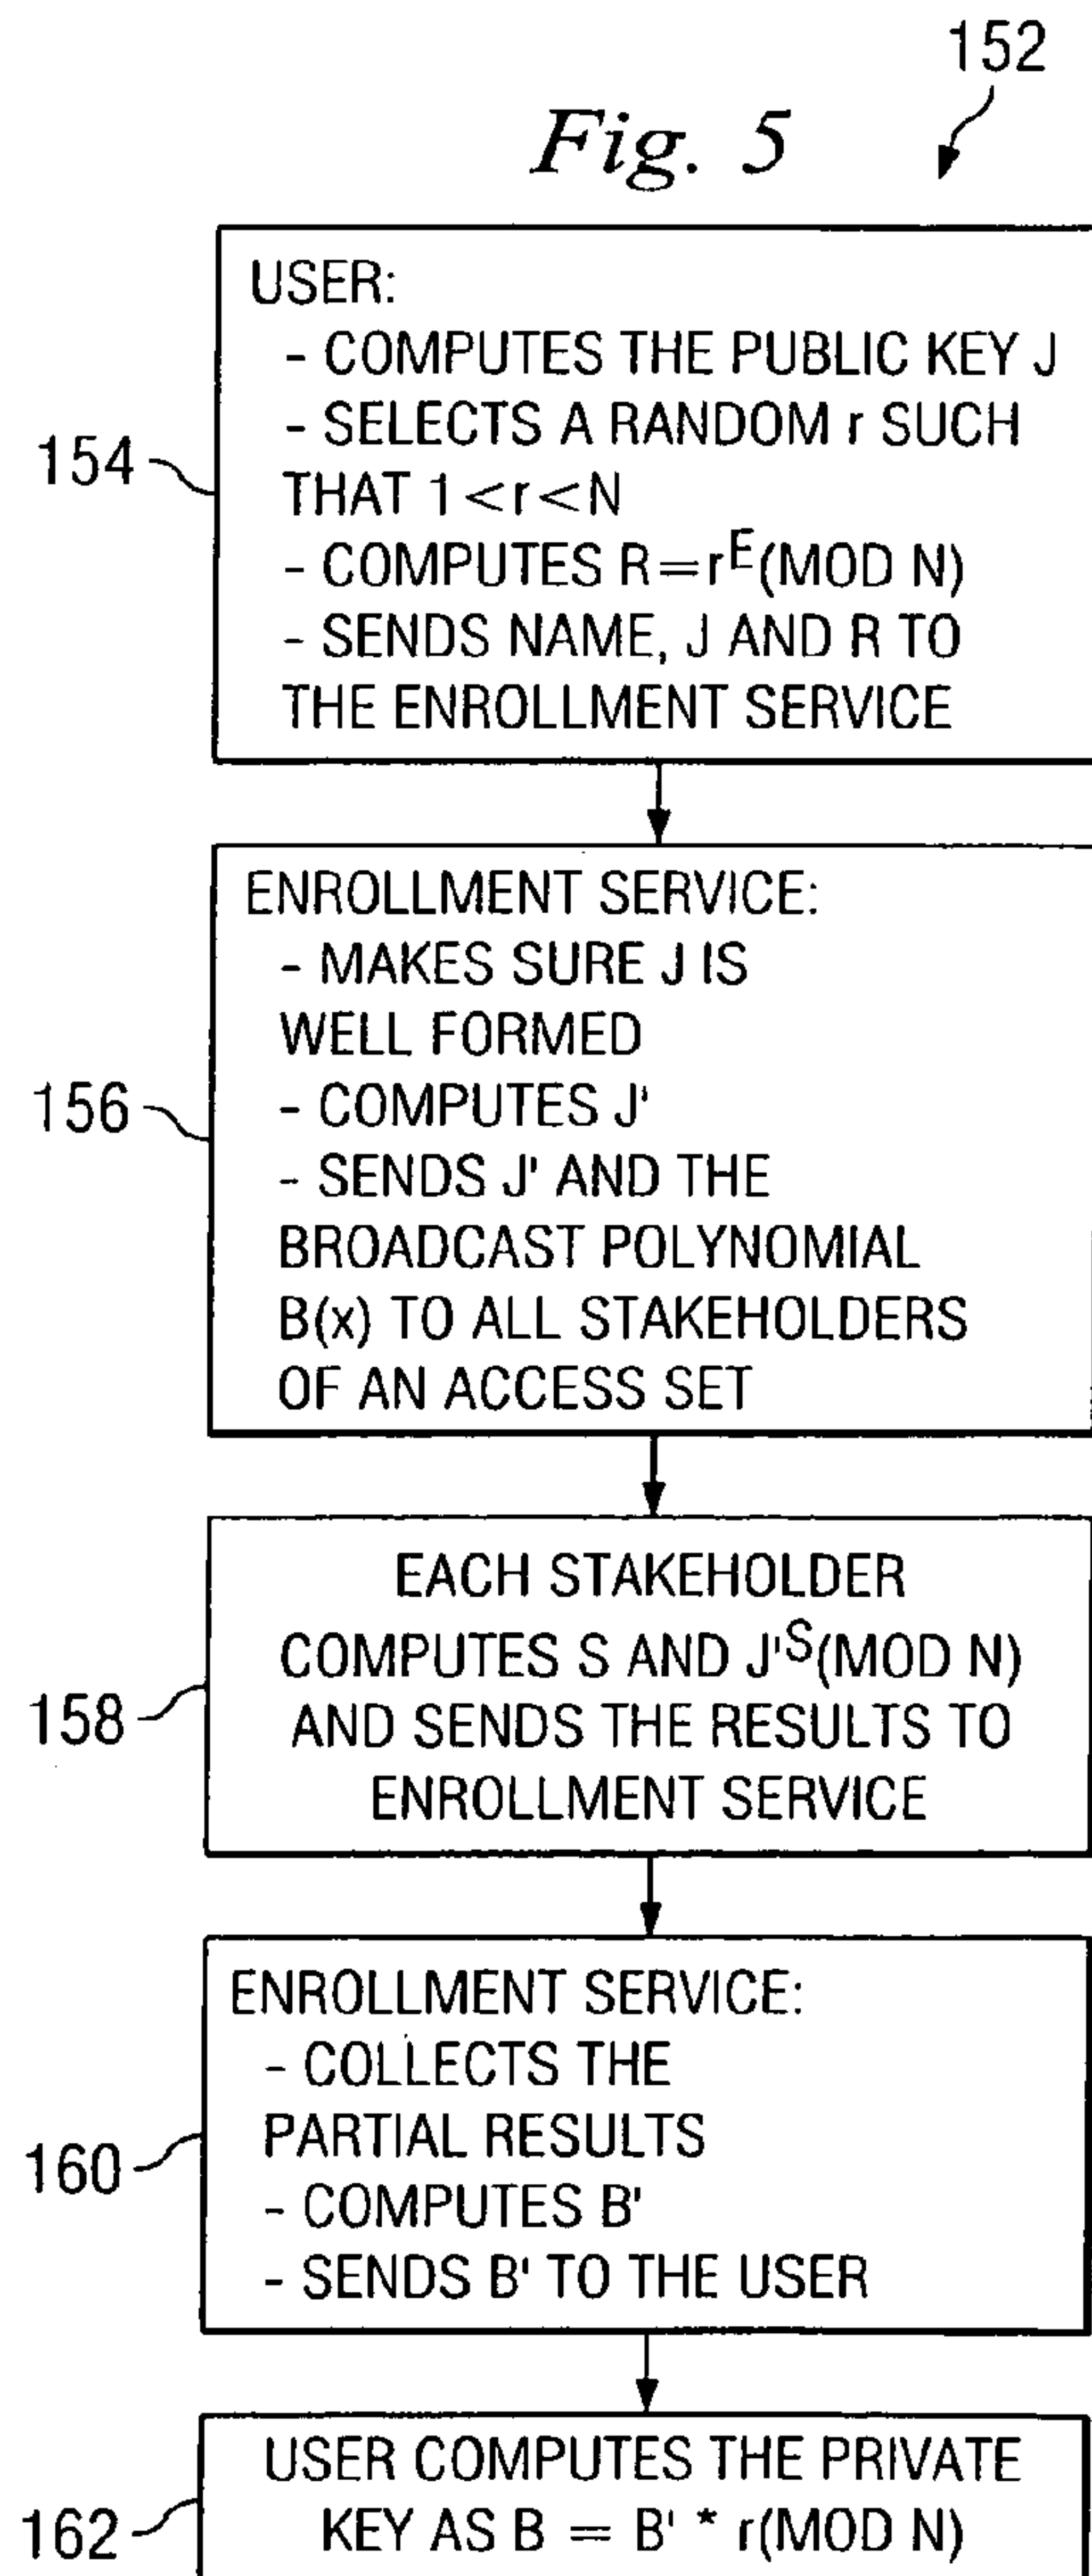 152
Fig. 5
USER:
- COMPUTES THE PUBLIC KEY J
- SELECTS A RANDOM r SUCH
THAT 1<r<N
- COMPUTES R=r^E(MOD N)
- SENDS NAME, J AND R TO
THE ENROLLMENT SERVICE
154
ENROLLMENT SERVICE:
- MAKES SURE J IS
WELL FORMED
- COMPUTES J'
- SENDS J' AND THE
BROADCAST POLYNOMIAL
B(x) TO ALL STAKEHOLDERS
OF AN ACCESS SET
156
EACH STAKEHOLDER
COMPUTES S AND J'^S(MOD N)
AND SENDS THE RESULTS TO
ENROLLMENT SERVICE
158
ENROLLMENT SERVICE:
- COLLECTS THE
PARTIAL RESULTS
- COMPUTES B'
- SENDS B' TO THE USER
160
USER COMPUTES THE PRIVATE
KEY AS B = B' * r(MOD N)
162